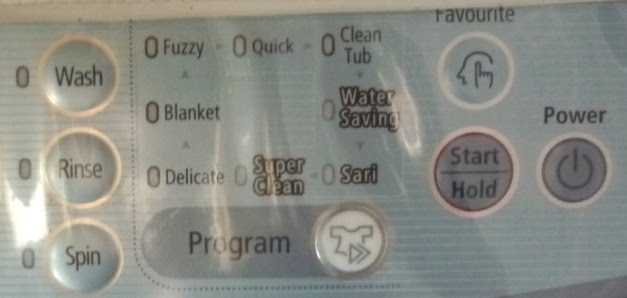 Favourite
Fuzzy Quick Clean Tub
Wash
Blanket Water Saving
Power
Rinse
Delicate Super Clean Sari
Start
Hold
Program
Spin